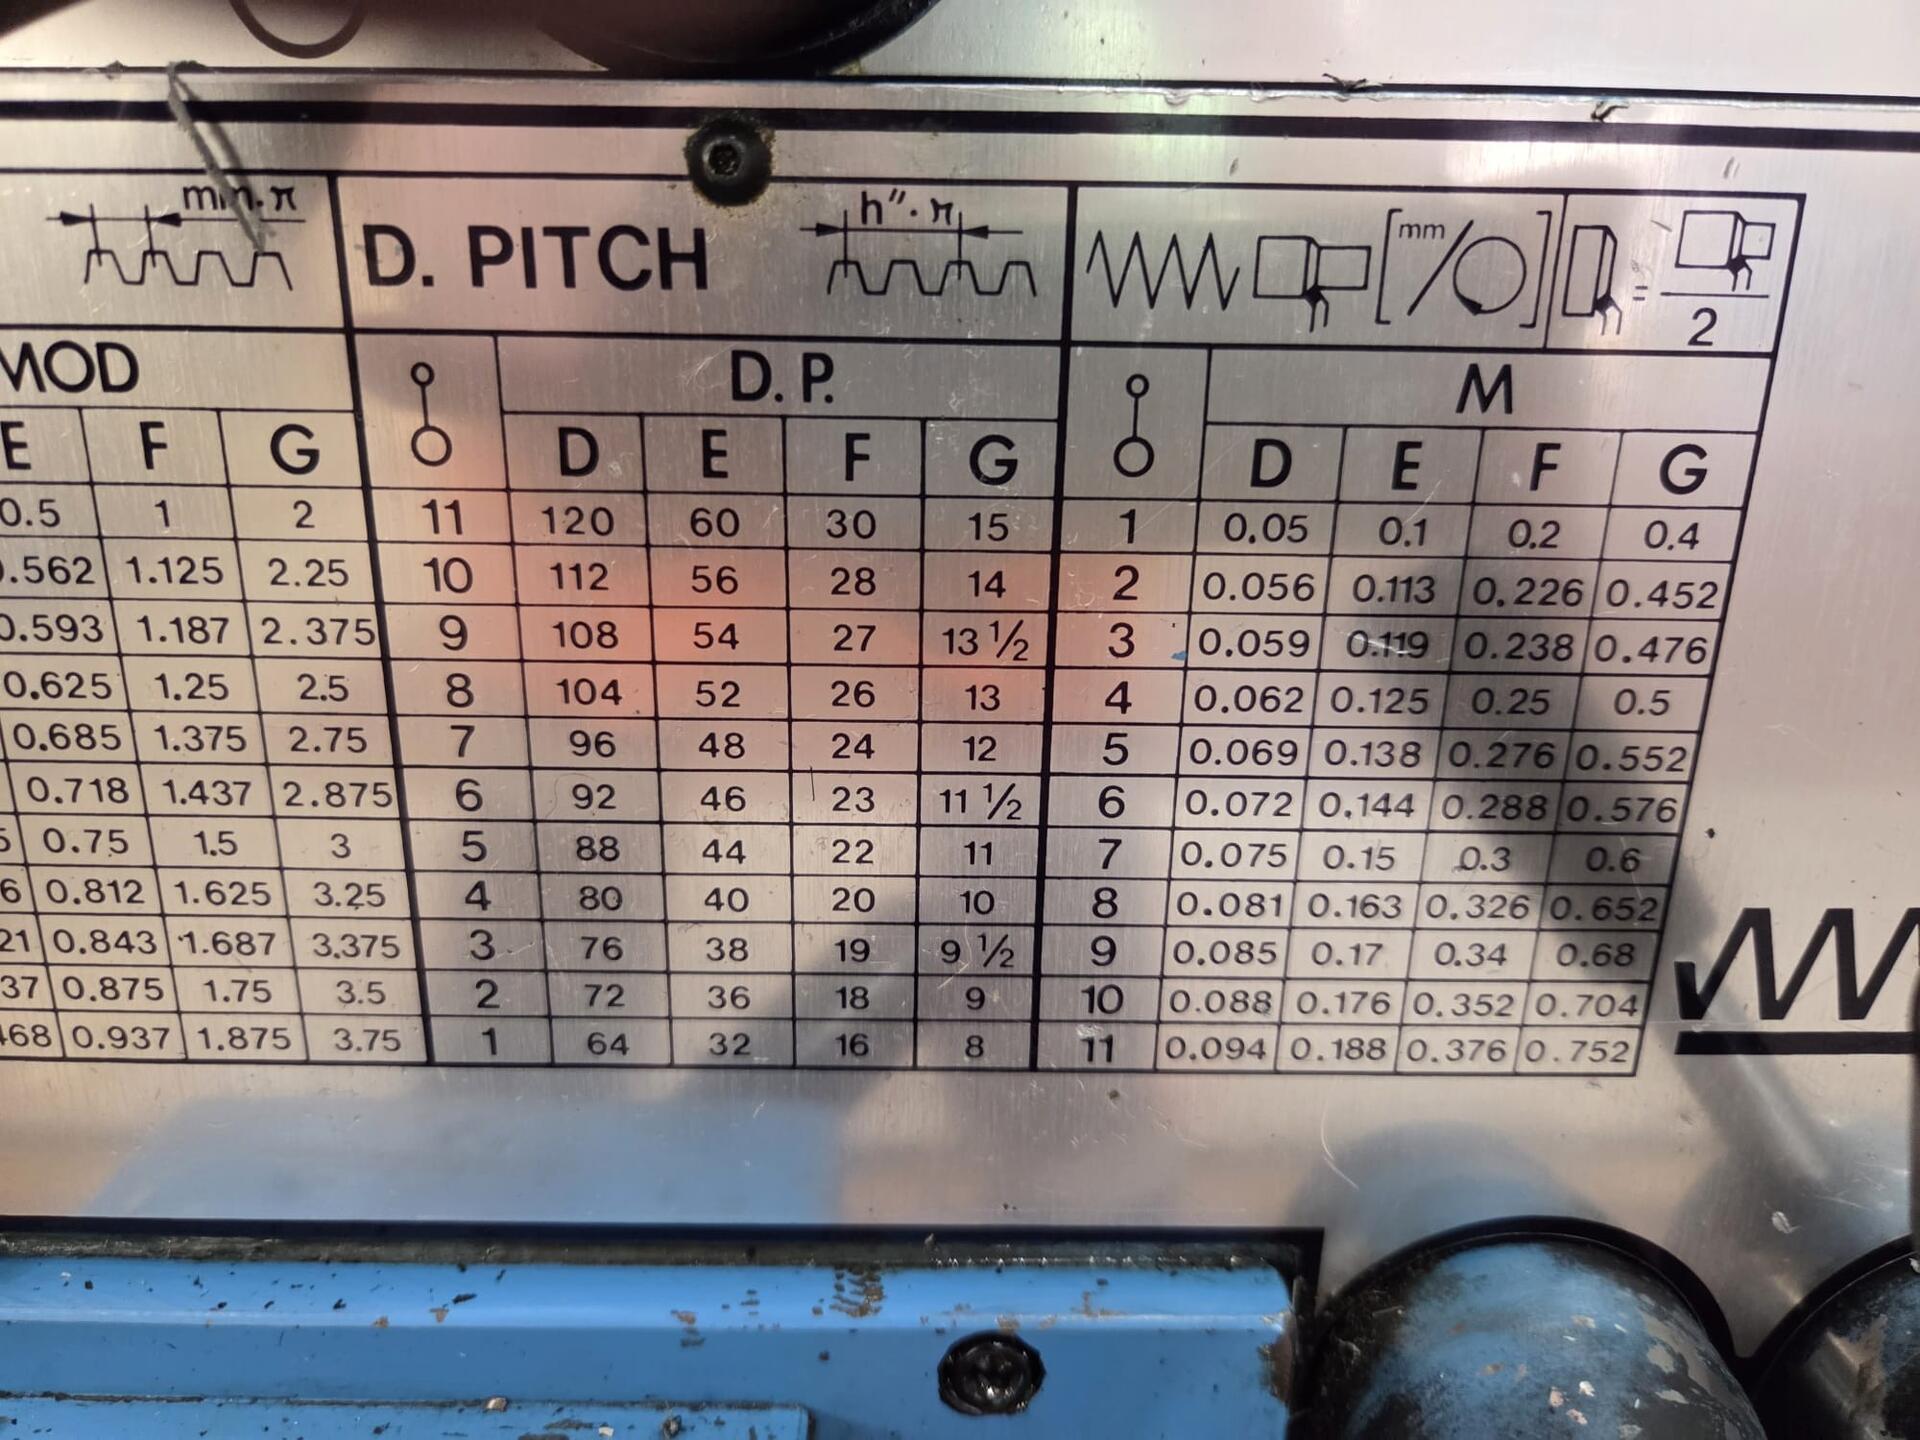 mm.π
D. PITCH h".π [mm/ ] = 2
MOD D.P. M
E F G D E F G D E F G
0.5 1 2 11 120 60 30 15 1 0.05 0.1 0.2 0.4
.562 1.125 2.25 10 112 56 28 14 2 0.056 0.113 0.226 0.452
0.593 1.187 2.375 9 108 54 27 13 ½ 3 0.059 0.119 0.238 0.476
0.625 1.25 2.5 8 104 52 26 13 4 0.062 0.125 0.25 0.5
0.685 1.375 2.75 7 96 48 24 12 5 0.069 0.138 0.276 0.552
0.718 1.437 2.875 6 92 46 23 11 ½ 6 0.072 0.144 0.288 0.576
5 0.75 1.5 3 5 88 44 22 11 7 0.075 0.15 0.3 0.6
6 0.812 1.625 3.25 4 80 40 20 10 8 0.081 0.163 0.326 0.652
21 0.843 1.687 3.375 3 76 38 19 9 ½ 9 0.085 0.17 0.34 0.68
37 0.875 1.75 3.5 2 72 36 18 9 10 0.088 0.176 0.352 0.704
468 0.937 1.875 3.75 1 64 32 16 8 11 0.094 0.188 0.376 0.752